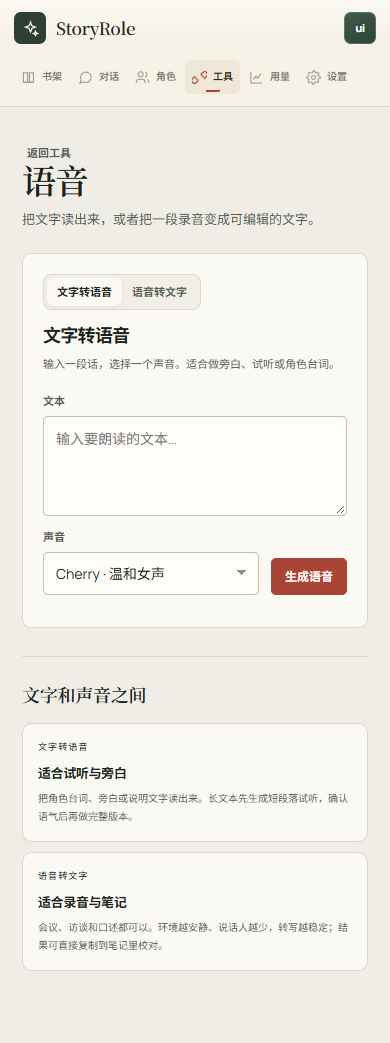 StoryRole
ui
书架 对话 角色 工具 用量 设置
返回工具
语音
把文字读出来，或者把一段录音变成可编辑的文字。
文字转语音 语音转文字
文字转语音
输入一段话，选择一个声音。适合做旁白、试听或角色台词。
文本
输入要朗读的文本…
声音
Cherry · 温和女声
生成语音
文字和声音之间
文字转语音
适合试听与旁白
把角色台词、旁白或说明文字读出来。长文本先生成短段落试听，确认
语气后再做完整版本。
语音转文字
适合录音与笔记
会议、访谈和口述都可以。环境越安静、说话人越少，转写越稳定；结
果可直接复制到笔记里校对。